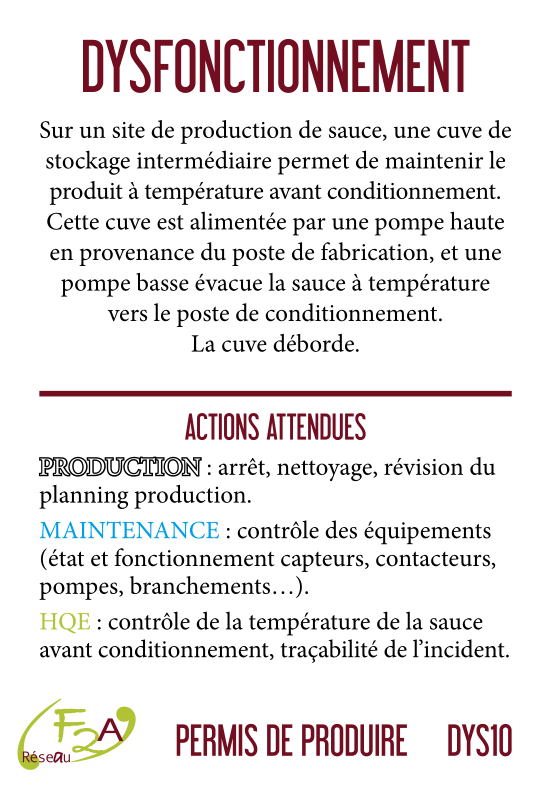 DYSFONCTIONNEMENT
Sur un site de production de sauce, une cuve de
stockage intermédiaire permet de maintenir le
produit à température avant conditionnement.
Cette cuve est alimentée par une pompe haute
en provenance du poste de fabrication, et une
pompe basse évacue la sauce à température
vers le poste de conditionnement.
La cuve déborde.
ACTIONS ATTENDUES
PRODUCTION : arrêt, nettoyage, révision du
planning production.
MAINTENANCE : contrôle des équipements
(état et fonctionnement capteurs, contacteurs,
pompes, branchements…).
HQE : contrôle de la température de la sauce
avant conditionnement, traçabilité de l’incident.
F2A
Réseau
PERMIS DE PRODUIRE DYS10